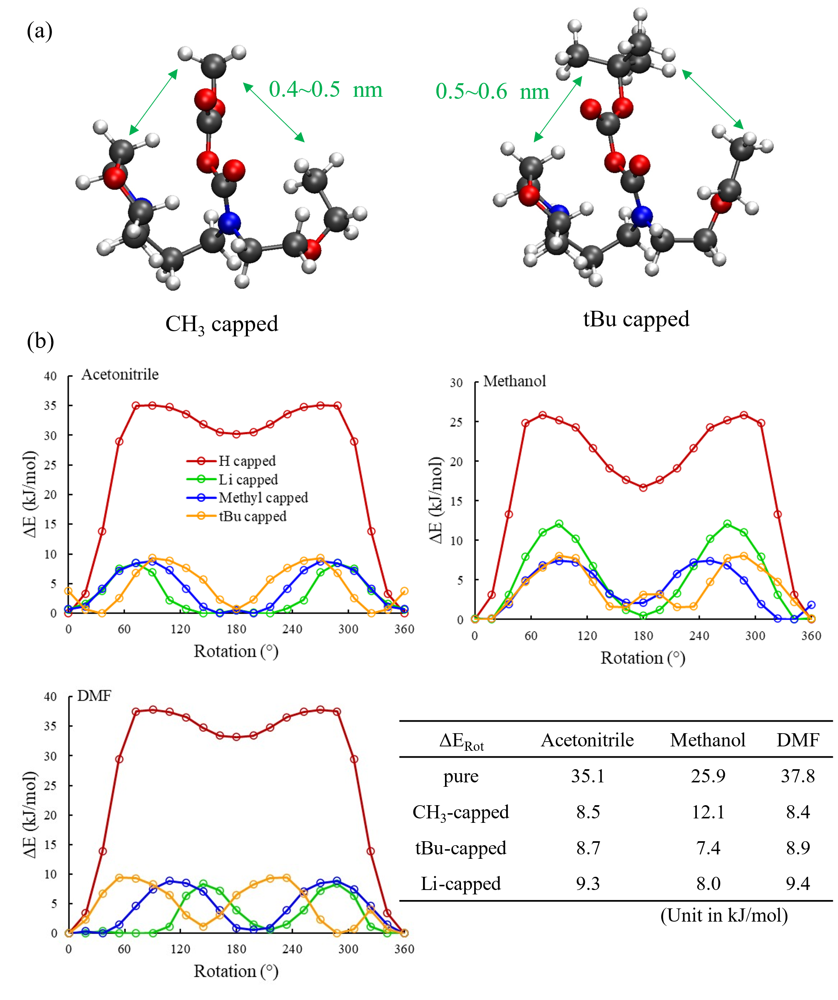 (a)
0.4~0.5 nm
0.5~0.6 nm
CH₃ capped
tBu capped
(b)
Acetonitrile
40
35
30
25
20
15
10
5
0
ΔE (kJ/mol)
H capped
Li capped
Methyl capped
tBu capped
0 60 120 180 240 300 360
Rotation (°)
Methanol
30
25
20
15
10
5
0
ΔE (kJ/mol)
0 60 120 180 240 300 360
Rotation (°)
DMF
40
35
30
25
20
15
10
5
0
ΔE (kJ/mol)
0 60 120 180 240 300 360
Rotation (°)
ΔE_Rot Acetonitrile Methanol DMF
pure 35.1 25.9 37.8
CH₃-capped 8.5 12.1 8.4
tBu-capped 8.7 7.4 8.9
Li-capped 9.3 8.0 9.4
(Unit in kJ/mol)